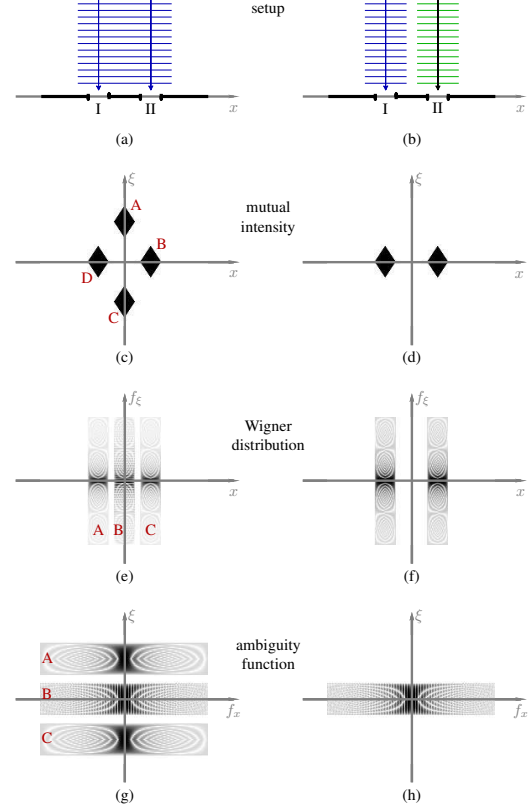 setup
I II x
I II x
(a) (b)
ξ
ξ
A
mutual
intensity
B
x
x
D
C
(c) (d)
f_ξ
f_ξ
Wigner
distribution
x
x
A B C
(e) (f)
ξ
ξ
ambiguity
function
A
B
f_x
f_x
C
(g) (h)